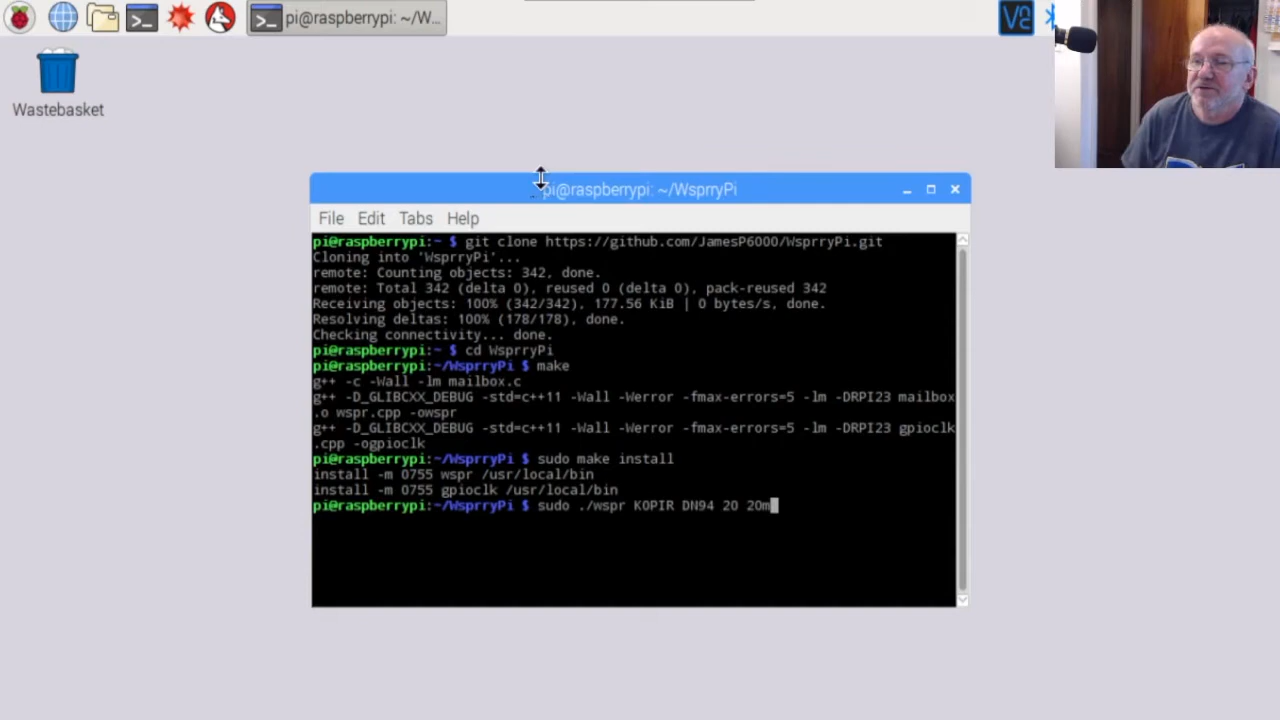 pi@raspberrypi: ~/W...
Wastebasket
pi@raspberrypi: ~/WsprryPi
File Edit Tabs Help
pi@raspberrypi:~ $ git clone https://github.com/JamesP6000/WsprryPi.git
Cloning into 'WsprryPi'...
remote: Counting objects: 342, done.
remote: Total 342 (delta 0), reused 0 (delta 0), pack-reused 342
Receiving objects: 100% (342/342), 177.56 KiB | 0 bytes/s, done.
Resolving deltas: 100% (178/178), done.
Checking connectivity... done.
pi@raspberrypi:~ $ cd WsprryPi
pi@raspberrypi:~/WsprryPi $ make
g++ -c -Wall -lm mailbox.c
g++ -D_GLIBCXX_DEBUG -std=c++11 -Wall -Werror -fmax-errors=5 -lm -DRPI23 mailbox
.o wspr.cpp -owspr
g++ -D_GLIBCXX_DEBUG -std=c++11 -Wall -Werror -fmax-errors=5 -lm -DRPI23 gpioclk
.cpp -ogpioclk
pi@raspberrypi:~/WsprryPi $ sudo make install
install -m 0755 wspr /usr/local/bin
install -m 0755 gpioclk /usr/local/bin
pi@raspberrypi:~/WsprryPi $ sudo ./wspr K0PIR DN94 20 20m